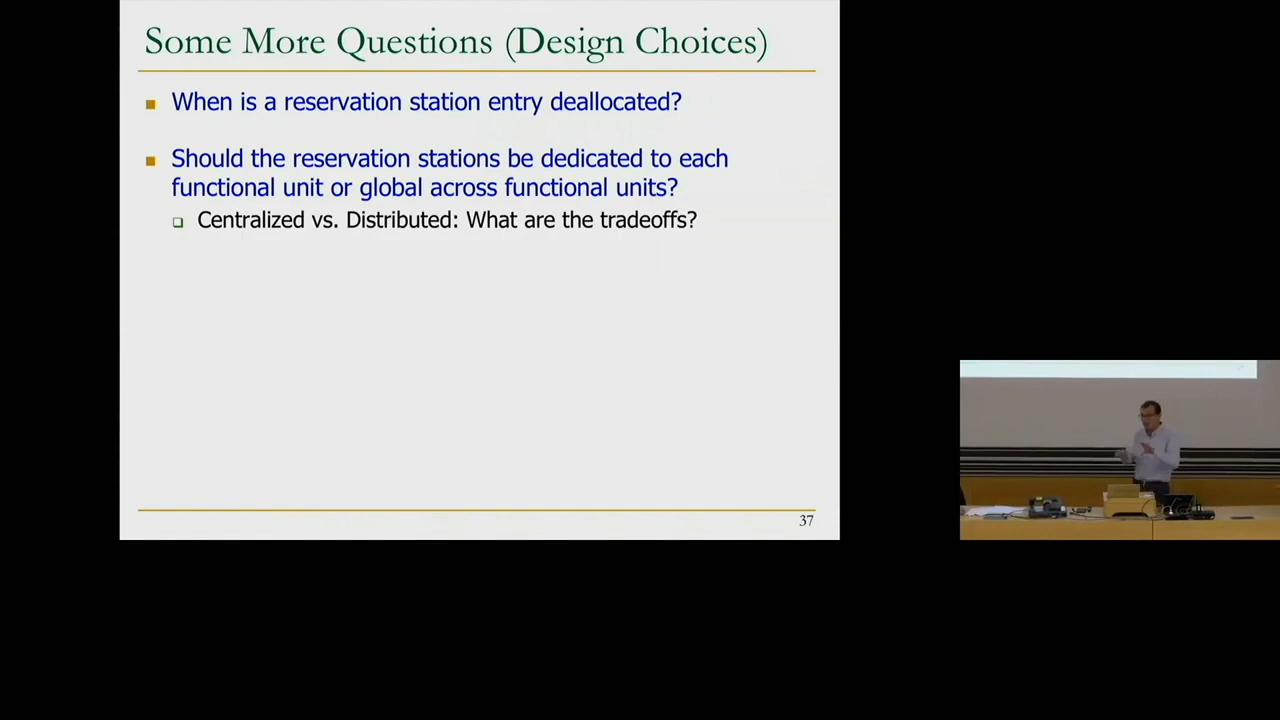 Some More Questions (Design Choices)
When is a reservation station entry deallocated?
Should the reservation stations be dedicated to each
functional unit or global across functional units?
Centralized vs. Distributed: What are the tradeoffs?
37